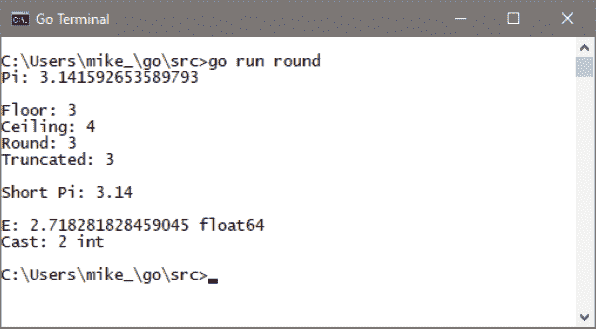 Go Terminal
C:\Users\mike_\go\src>go run round
Pi: 3.141592653589793
Floor: 3
Ceiling: 4
Round: 3
Truncated: 3
Short Pi: 3.14
E: 2.718281828459045 float64
Cast: 2 int
C:\Users\mike_\go\src>